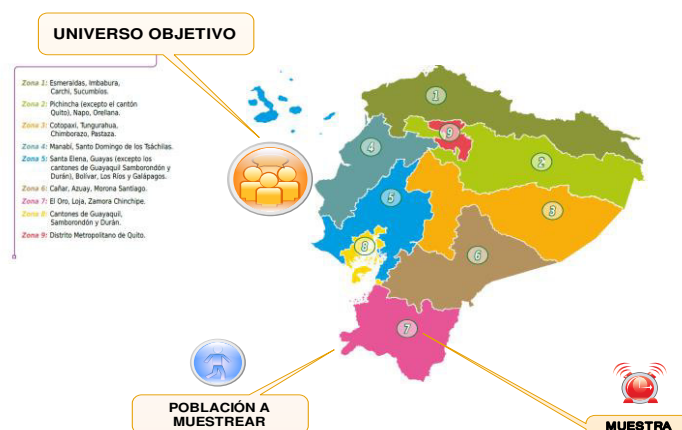 UNIVERSO OBJETIVO
Zona 1: Esmeraldas, Imbabura,
Carchi, Sucumbíos.
Zona 2: Pichincha (excepto el cantón
Quito), Napo, Orellana.
Zona 3: Cotopaxi, Tungurahua,
Chimborazo, Pastaza.
Zona 4: Manabí, Santo Domingo de los Tsáchilas.
Zona 5: Santa Elena, Guayas (excepto los
cantones de Guayaquil Samborondón y
Durán), Bolívar, Los Ríos y Galápagos.
Zona 6: Cañar, Azuay, Morona Santiago.
Zona 7: El Oro, Loja, Zamora Chinchipe.
Zona 8: Cantones de Guayaquil,
Samborondón y Durán.
Zona 9: Distrito Metropolitano de Quito.
1
9
4
2
5
3
8
6
7
POBLACIÓN A
MUESTREAR
MUESTRA